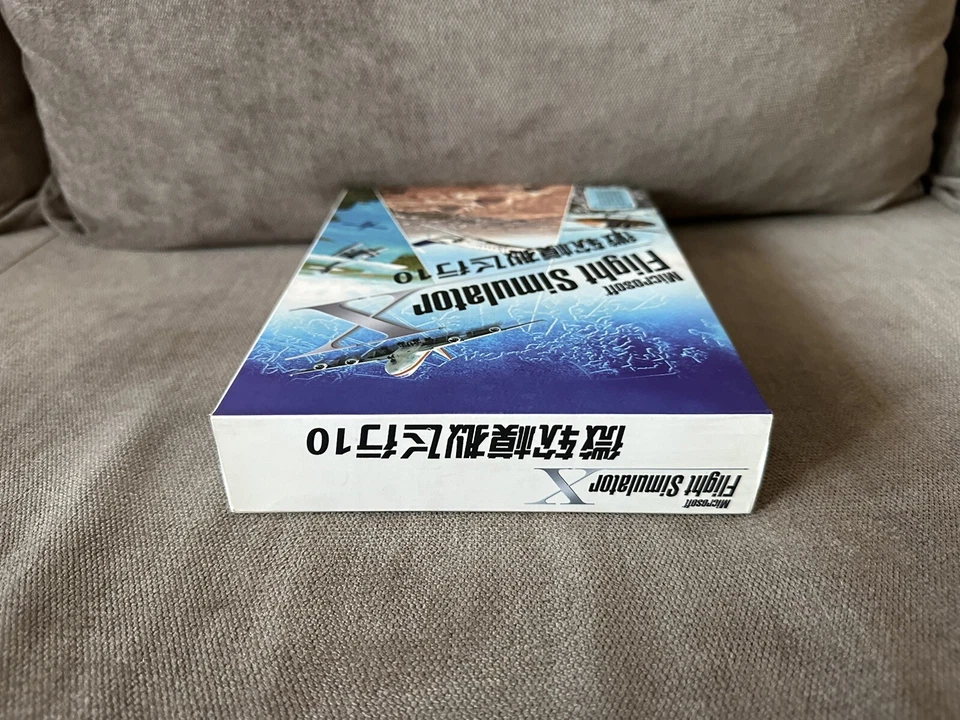 Microsoft
Flight Simulator X
微软模拟飞行10
Microsoft
Flight Simulator X
微软模拟飞行10